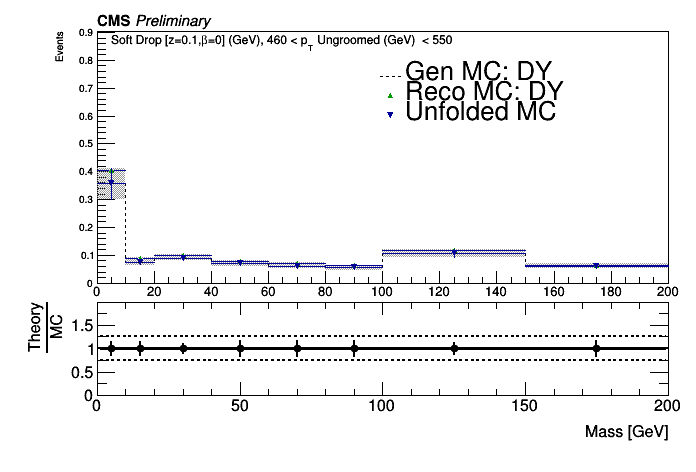 CMS Preliminary
Events
Soft Drop [z=0.1,β=0] (GeV), 460 < pT Ungroomed (GeV) < 550
Gen MC: DY
Reco MC: DY
Unfolded MC
0.9
0.8
0.7
0.6
0.5
0.4
0.3
0.2
0.1
0
0 20 40 60 80 100 120 140 160 180 200
Theory
MC
1.5
1
0.5
0
0 50 100 150 200
Mass [GeV]